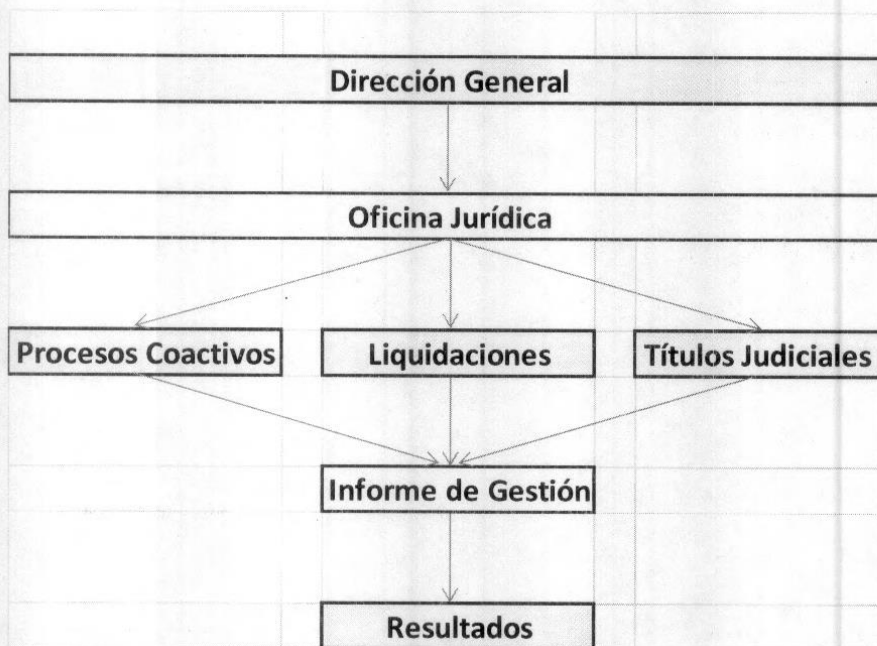 Dirección General
Oficina Jurídica
Procesos Coactivos
Liquidaciones
Títulos Judiciales
Informe de Gestión
Resultados